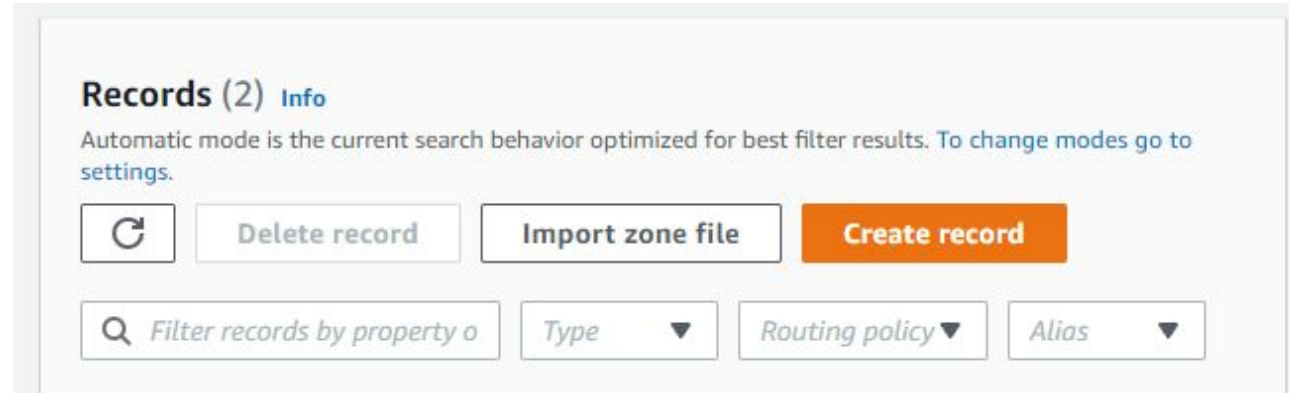 Records (2) Info
Automatic mode is the current search behavior optimized for best filter results. To change modes go to
settings.
Delete record Import zone file Create record
Filter records by property o Type Routing policy Alias